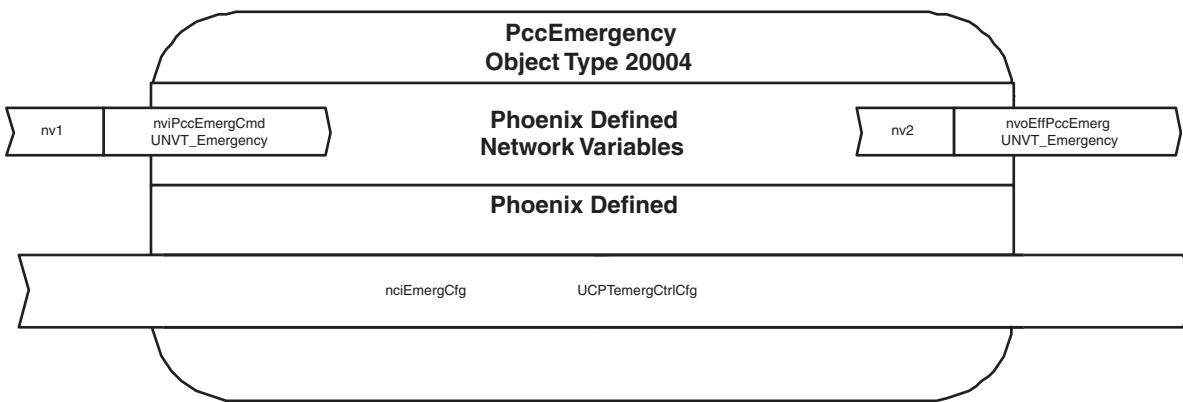 PccEmergency
Object Type 20004
nv1
nviPccEmergCmd
UNVT_Emergency
Phoenix Defined
Network Variables
nv2
nvoEffPccEmerg
UNVT_Emergency
Phoenix Defined
nciEmergCfg UCPTemergCtrlCfg